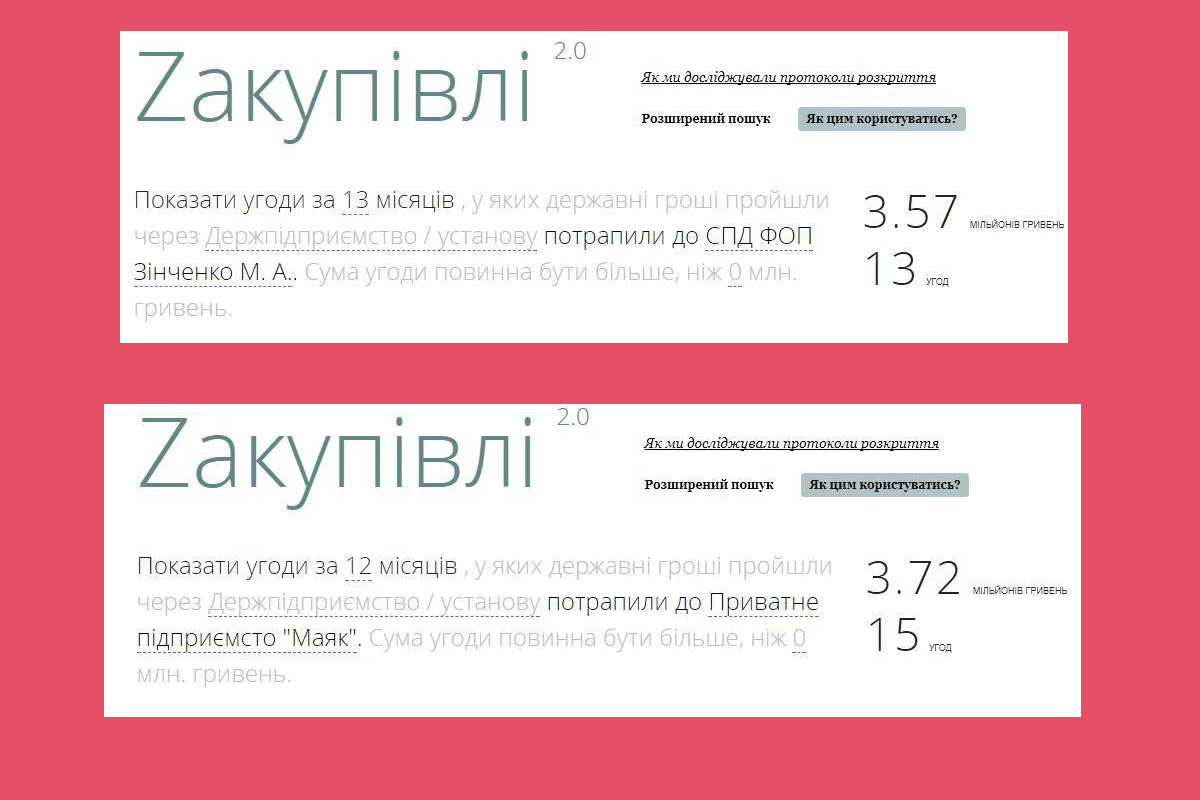 Zакупівлі 2.0
Як ми досліджували протоколи розкриття
Розширений пошук Як цим користуватись?
Показати угоди за 13 місяців , у яких державні гроші пройшли
через Держпідприємство / установу потрапили до СПД ФОП
Зінченко М. А.. Сума угоди повинна бути більше, ніж 0 млн.
гривень.
3.57 МІЛЬЙОНІВ ГРИВЕНЬ
13 УГОД
Zакупівлі 2.0
Як ми досліджували протоколи розкриття
Розширений пошук Як цим користуватись?
Показати угоди за 12 місяців , у яких державні гроші пройшли
через Держпідприємство / установу потрапили до Приватне
підприємсто "Маяк". Сума угоди повинна бути більше, ніж 0
млн. гривень.
3.72 МІЛЬЙОНІВ ГРИВЕНЬ
15 УГОД